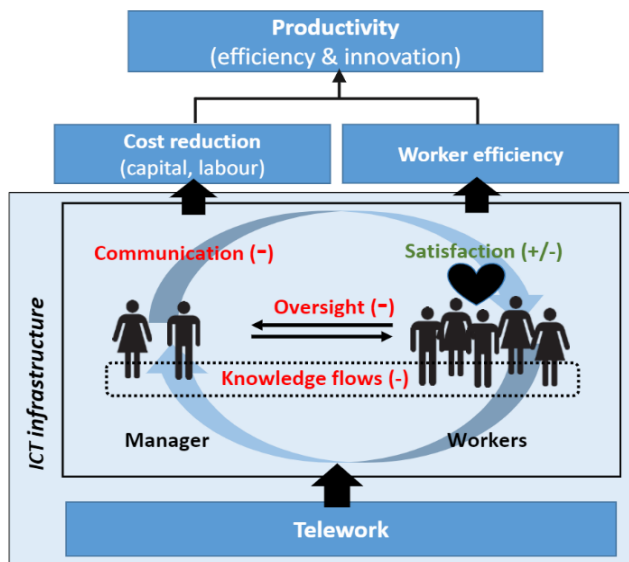 Productivity
(efficiency & innovation)
Cost reduction
(capital, labour)
Worker efficiency
Communication (-)
Satisfaction (+/-)
Oversight (-)
Knowledge flows (-)
Manager
Workers
ICT infrastructure
Telework